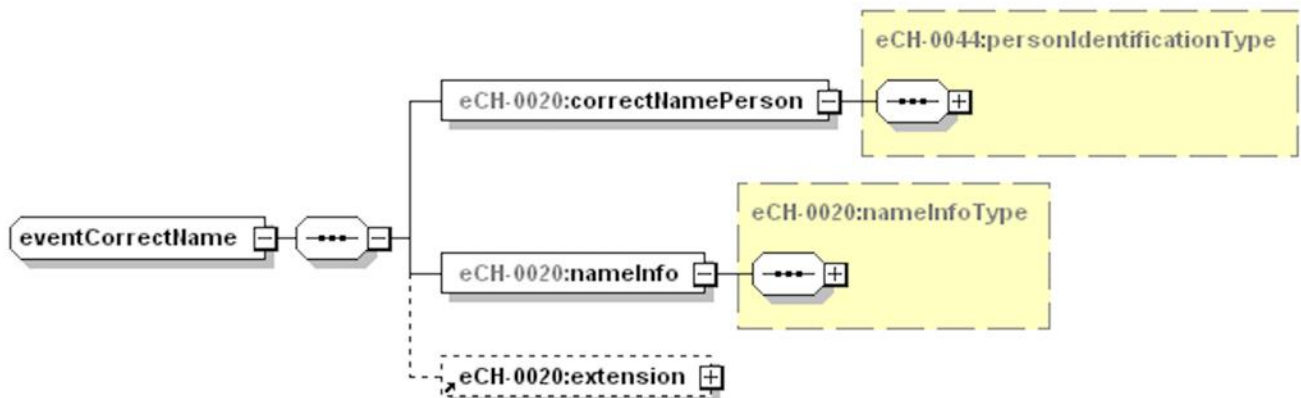 eCH-0044:personIdentificationType
eCH-0020:correctNamePerson
eCH-0020:nameInfoType
eventCorrectName
eCH-0020:nameInfo
eCH-0020:extension